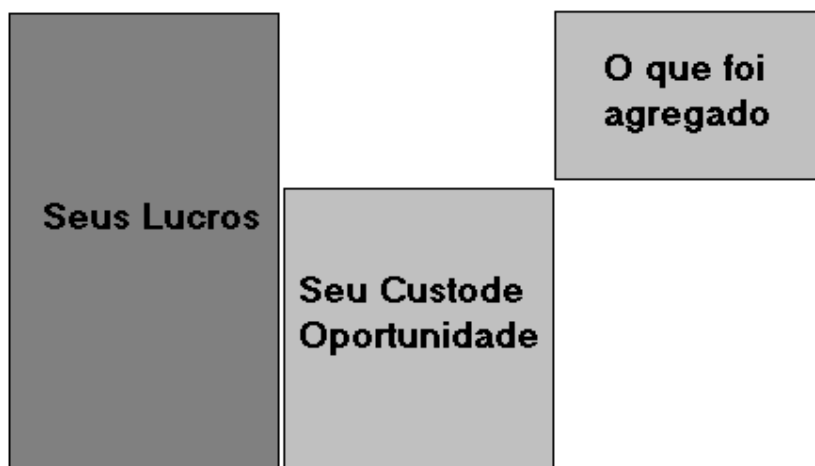 Seus Lucros
Seu Custode
Oportunidade
O que foi
agregado